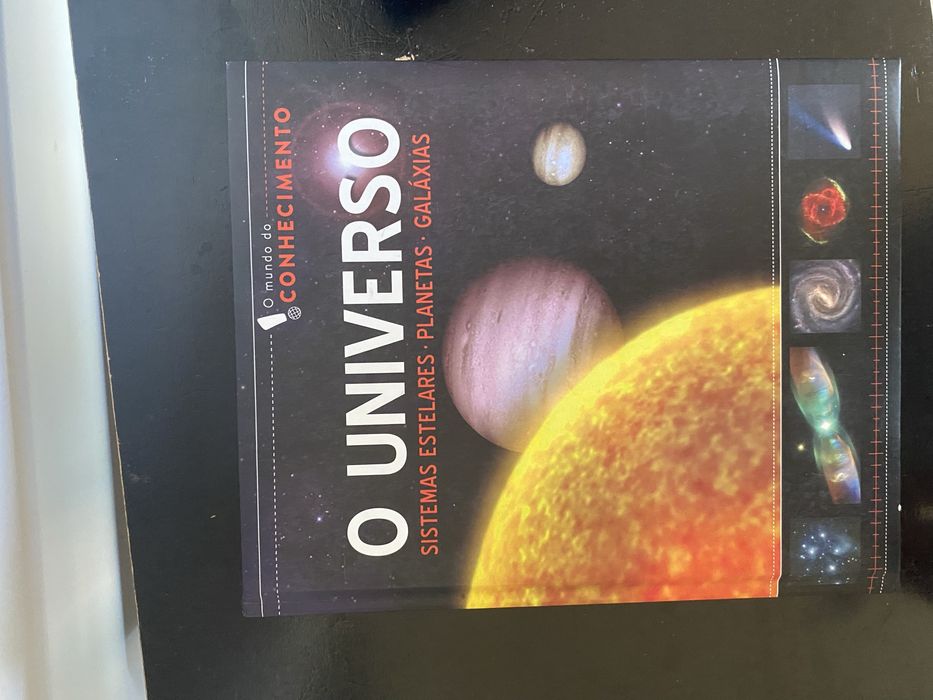 O mundo do
CONHECIMENTO
O UNIVERSO
SISTEMAS ESTELARES · PLANETAS · GALÁXIAS